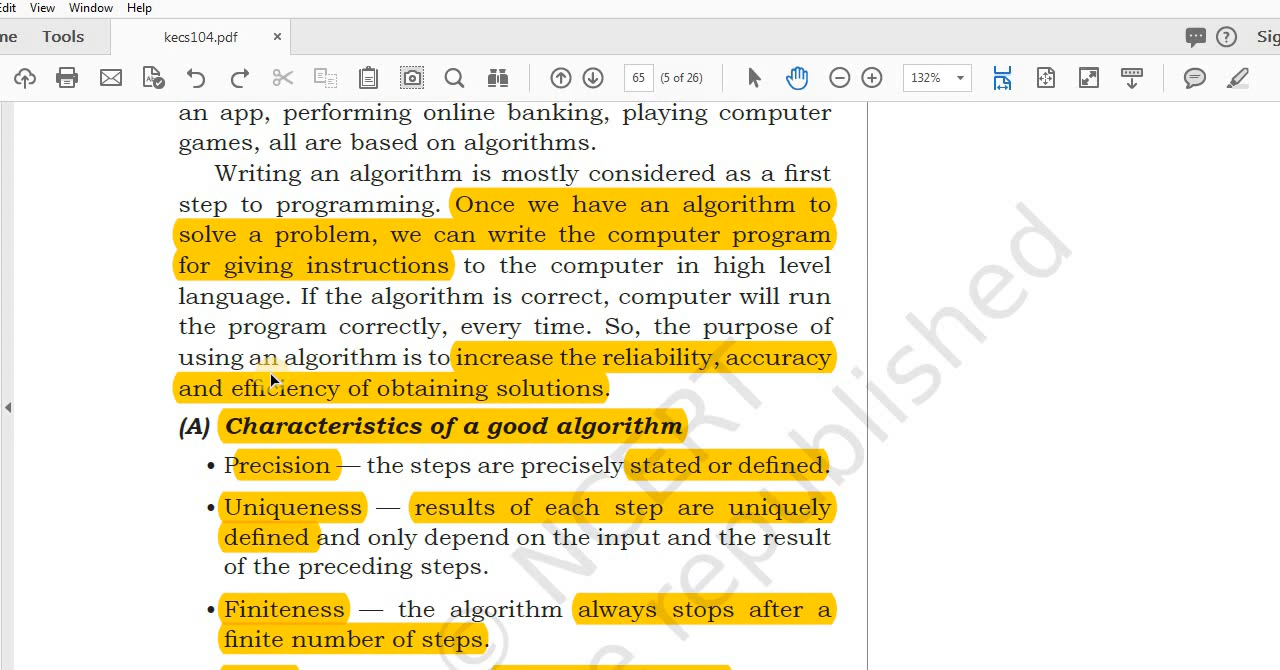 Edit View Window Help
me Tools kecs104.pdf ×
65 (5 of 26) 132%
an app, performing online banking, playing computer
games, all are based on algorithms.
Writing an algorithm is mostly considered as a first
step to programming. Once we have an algorithm to
solve a problem, we can write the computer program
for giving instructions to the computer in high level
language. If the algorithm is correct, computer will run
the program correctly, every time. So, the purpose of
using an algorithm is to increase the reliability, accuracy
and efficiency of obtaining solutions.
(A) Characteristics of a good algorithm
• Precision — the steps are precisely stated or defined.
• Uniqueness — results of each step are uniquely
defined and only depend on the input and the result
of the preceding steps.
• Finiteness — the algorithm always stops after a
finite number of steps.
© NCERT
be republished